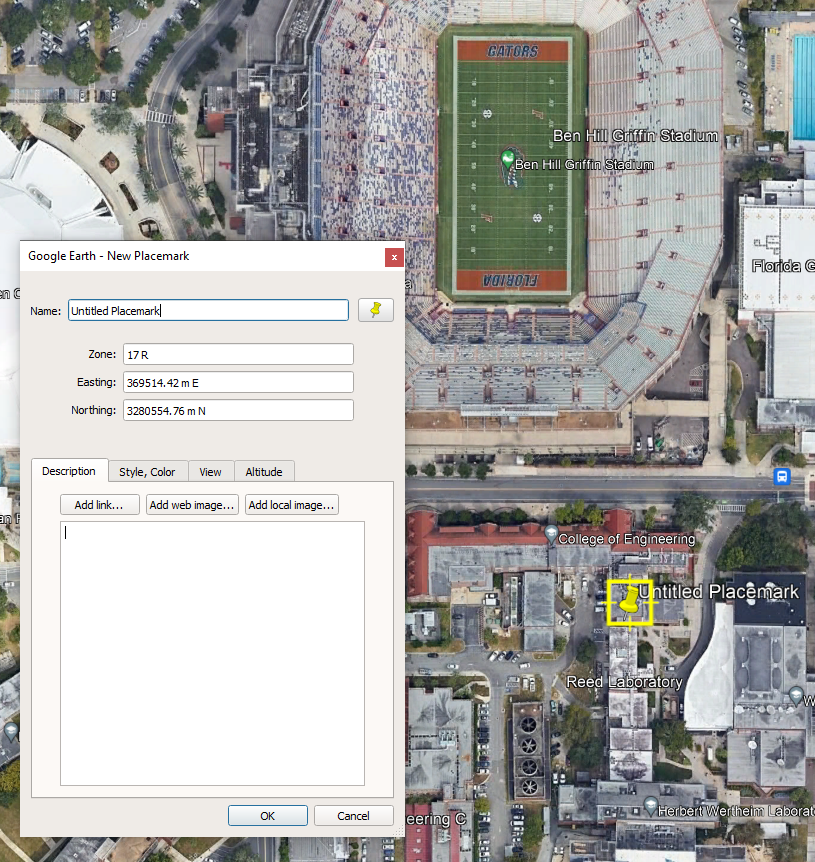 GATORS
Ben Hill Griffin Stadium
Ben Hill Griffin Stadium
FLORIDA
Florida G
Google Earth - New Placemark
x
Name: Untitled Placemark
Zone: 17 R
Easting: 369514.42 m E
Northing: 3280554.76 m N
Description
Style, Color
View
Altitude
Add link...
Add web image...
Add local image...
OK
Cancel
College of Engineering
Untitled Placemark
Reed Laboratory
W
Herbert Wertheim Laborat
eering C